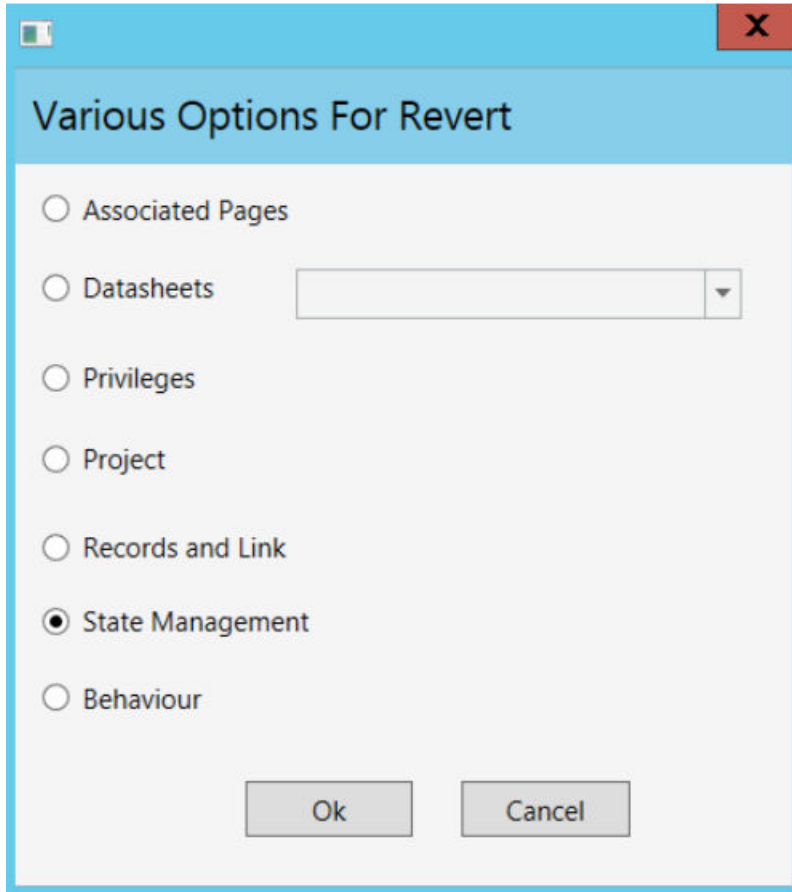 X
Various Options For Revert
Associated Pages
Datasheets
Privileges
Project
Records and Link
State Management
Behaviour
Ok Cancel